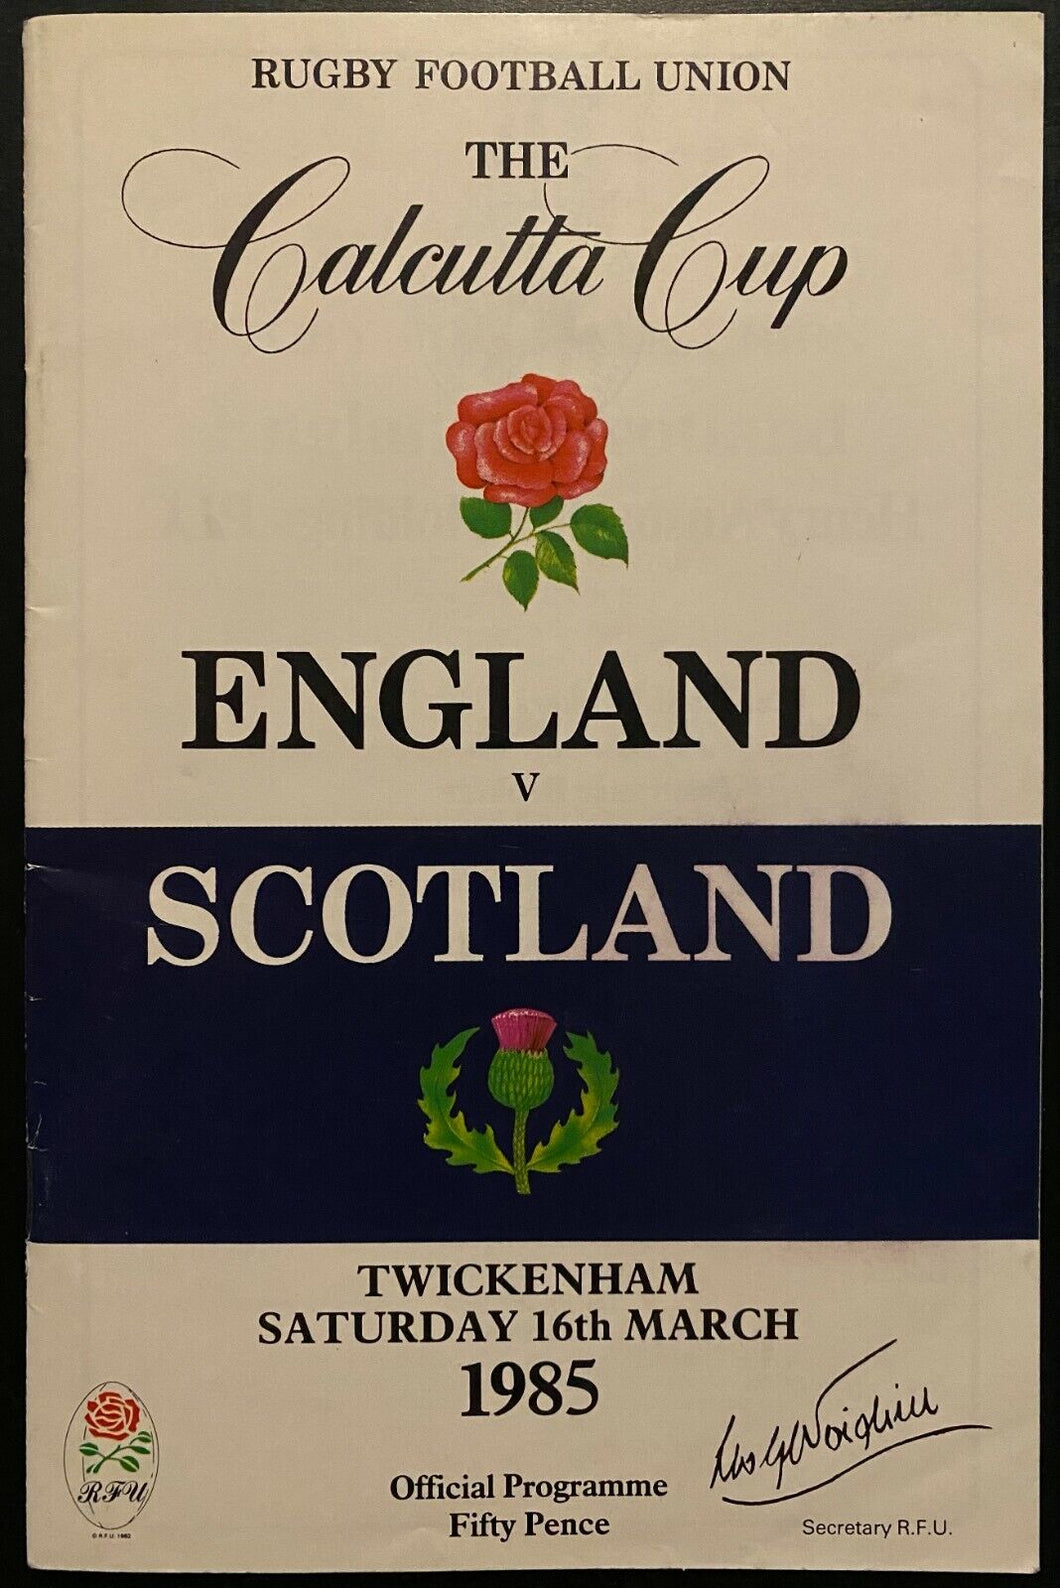 RUGBY FOOTBALL UNION
THE
Calcutta Cup
ENGLAND
V
SCOTLAND
TWICKENHAM
SATURDAY 16th MARCH
1985
Official Programme
Fifty Pence
Secretary R.F.U.
RFU
© R.F.U. 1983